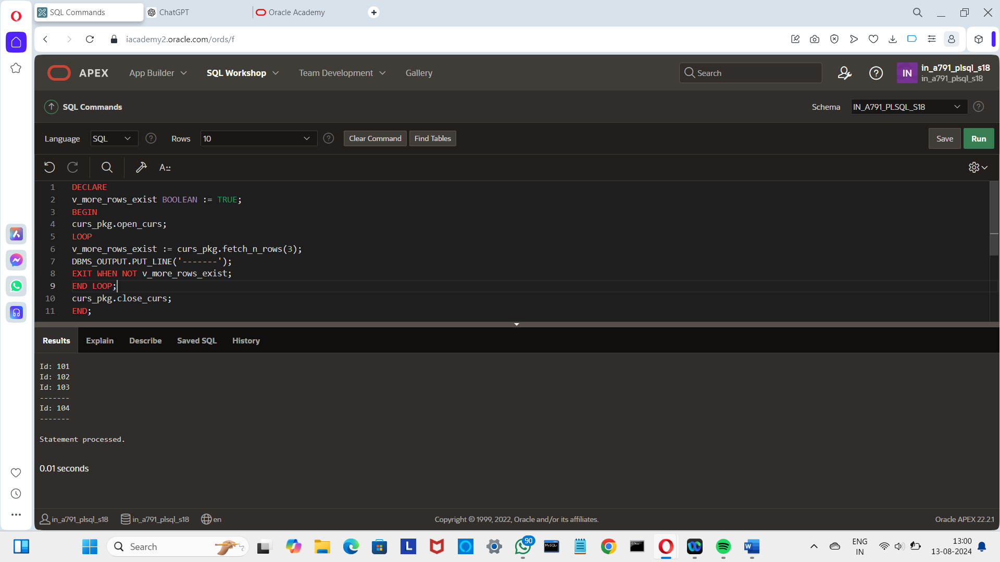 SQL Commands
ChatGPT
Oracle Academy
iacademy2.oracle.com/ords/f
APEX
App Builder
SQL Workshop
Team Development
Gallery
Search
IN
in_a791_plsql_s18
in_a791_plsql_s18
SQL Commands
Schema
IN_A791_PLSQL_S18
Language
SQL
Rows
10
Clear Command
Find Tables
Save
Run
A::
1 DECLARE
2 v_more_rows_exist BOOLEAN := TRUE;
3 BEGIN
4 curs_pkg.open_curs;
5 LOOP
6 v_more_rows_exist := curs_pkg.fetch_n_rows(3);
7 DBMS_OUTPUT.PUT_LINE('-------');
8 EXIT WHEN NOT v_more_rows_exist;
9 END LOOP;
10 curs_pkg.close_curs;
11 END;
Results
Explain
Describe
Saved SQL
History
Id: 101
Id: 102
Id: 103
-------
Id: 104
-------
Statement processed.
0.01 seconds
in_a791_plsql_s18
in_a791_plsql_s18
en
Copyright © 1999, 2022, Oracle and/or its affiliates.
Oracle APEX 22.2.1
Search
L
90
MySQL
W
ENG
IN
13:00
13-08-2024